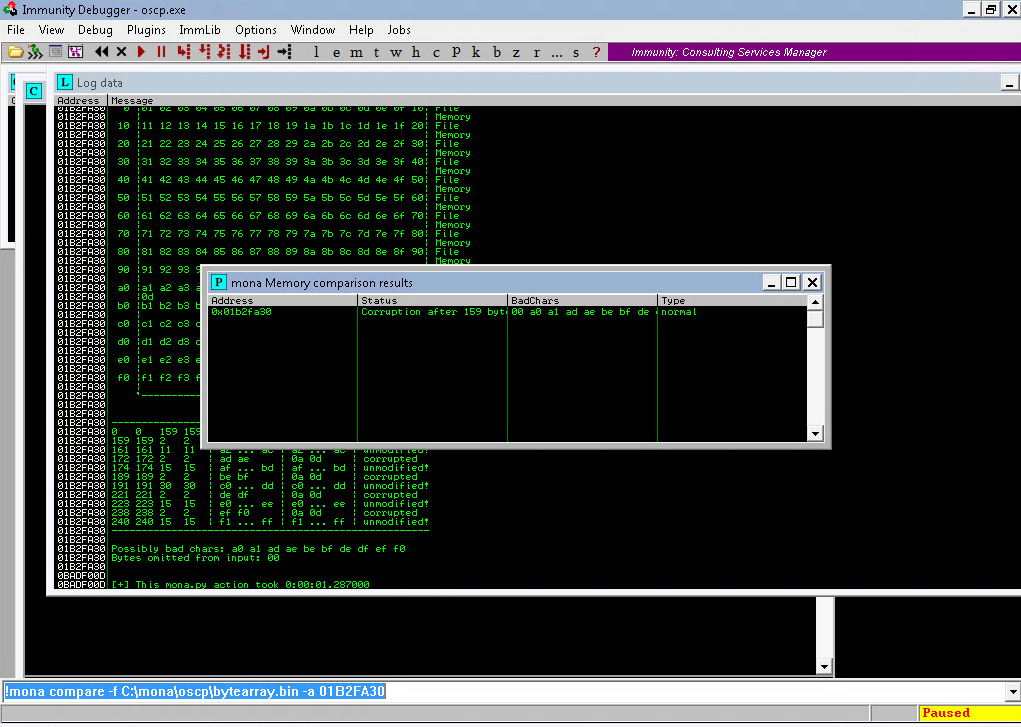 Immunity Debugger - oscp.exe
File View Debug Plugins ImmLib Options Window Help Jobs
l e m t w h c p k b z r ... s ? Immunity: Consulting Services Manager
Log data
Address Message
01B2FA30 0 |01 02 03 04 05 06 07 08 09 0a 0b 0c 0d 0e 0f 10| File
01B2FA30 | | Memory
01B2FA30 10 |11 12 13 14 15 16 17 18 19 1a 1b 1c 1d 1e 1f 20| File
01B2FA30 | | Memory
01B2FA30 20 |21 22 23 24 25 26 27 28 29 2a 2b 2c 2d 2e 2f 30| File
01B2FA30 | | Memory
01B2FA30 30 |31 32 33 34 35 36 37 38 39 3a 3b 3c 3d 3e 3f 40| File
01B2FA30 | | Memory
01B2FA30 40 |41 42 43 44 45 46 47 48 49 4a 4b 4c 4d 4e 4f 50| File
01B2FA30 | | Memory
01B2FA30 50 |51 52 53 54 55 56 57 58 59 5a 5b 5c 5d 5e 5f 60| File
01B2FA30 | | Memory
01B2FA30 60 |61 62 63 64 65 66 67 68 69 6a 6b 6c 6d 6e 6f 70| File
01B2FA30 | | Memory
01B2FA30 70 |71 72 73 74 75 76 77 78 79 7a 7b 7c 7d 7e 7f 80| File
01B2FA30 | | Memory
01B2FA30 80 |81 82 83 84 85 86 87 88 89 8a 8b 8c 8d 8e 8f 90| File
01B2FA30 | | Memory
01B2FA30 90 |91 92 93 9
01B2FA30
01B2FA30 a0 |a1 a2 a3 a
01B2FA30 |0d
01B2FA30 b0 |b1 b2 b3 b
01B2FA30
01B2FA30 c0 |c1 c2 c3 c
01B2FA30
01B2FA30 d0 |d1 d2 d3 d
01B2FA30
01B2FA30 e0 |e1 e2 e3 e
01B2FA30
01B2FA30 f0 |f1 f2 f3 f
01B2FA30
01B2FA30
01B2FA30
01B2FA30
01B2FA30
mona Memory comparison results
Address Status BadChars Type
0x01b2fa30 Corruption after 159 byt 00 a0 a1 ad ae be bf de normal
01B2FA30 0 0 159 159
01B2FA30 159 159 2 2
01B2FA30 161 161 11 11 | a2 ... ac | a2 ... ac | unmodified!
01B2FA30 172 172 2 2 | ad ae | 0a 0d | corrupted
01B2FA30 174 174 15 15 | af ... bd | af ... bd | unmodified!
01B2FA30 189 189 2 2 | be bf | 0a 0d | corrupted
01B2FA30 191 191 30 30 | c0 ... dd | c0 ... dd | unmodified!
01B2FA30 221 221 2 2 | de df | 0a 0d | corrupted
01B2FA30 223 223 15 15 | e0 ... ee | e0 ... ee | unmodified!
01B2FA30 238 238 2 2 | ef f0 | 0a 0d | corrupted
01B2FA30 240 240 15 15 | f1 ... ff | f1 ... ff | unmodified!
01B2FA30
01B2FA30
01B2FA30 Possibly bad chars: a0 a1 ad ae be bf de df ef f0
01B2FA30 Bytes omitted from input: 00
01B2FA30
0BADF00D
0BADF00D [+] This mona.py action took 0:00:01.287000
!mona compare -f C:\mona\oscp\bytearray.bin -a 01B2FA30
Paused